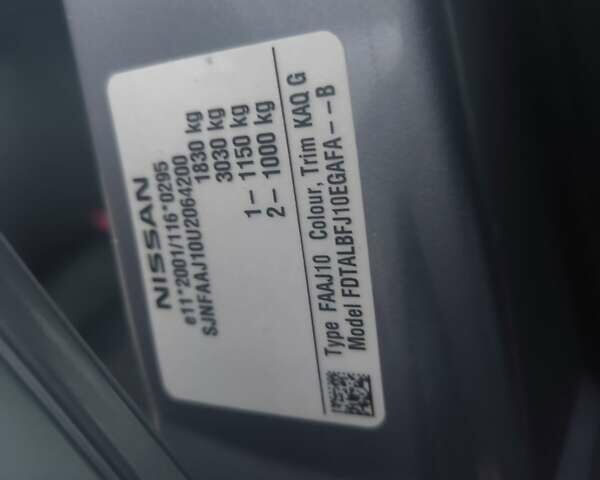 NISSAN
e11*2001/116*0295
SJNFAAJ10U2064200
1830 kg
3030 kg
1– 1150 kg
2– 1000 kg
Type FAAJ10 Colour, Trim KAQ G
Model FDTALBFJ10EGAFA--B